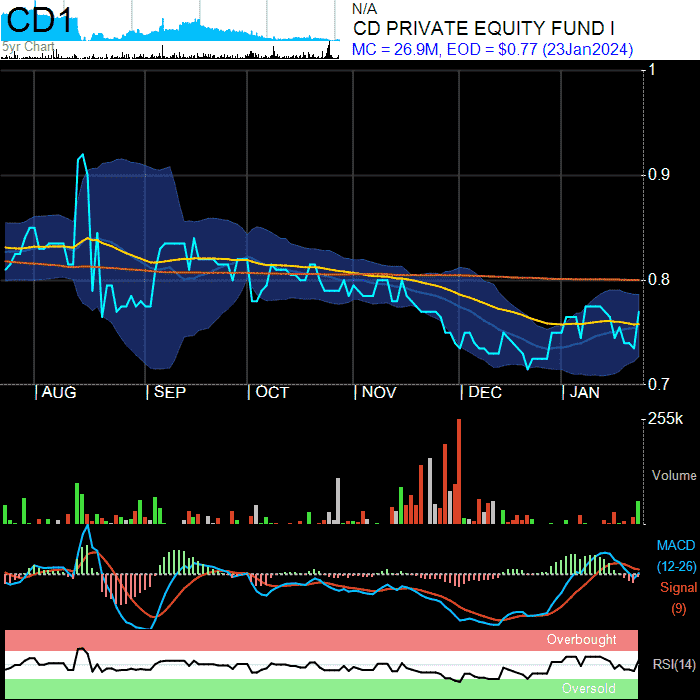 CD1
5yr Chart
N/A
CD PRIVATE EQUITY FUND I
MC = 26.9M, EOD = $0.77 (23Jan2024)
1
0.9
0.8
0.7
AUG
SEP
OCT
NOV
DEC
JAN
255k
Volume
MACD
(12-26)
Signal
(9)
Overbought
RSI(14)
Oversold